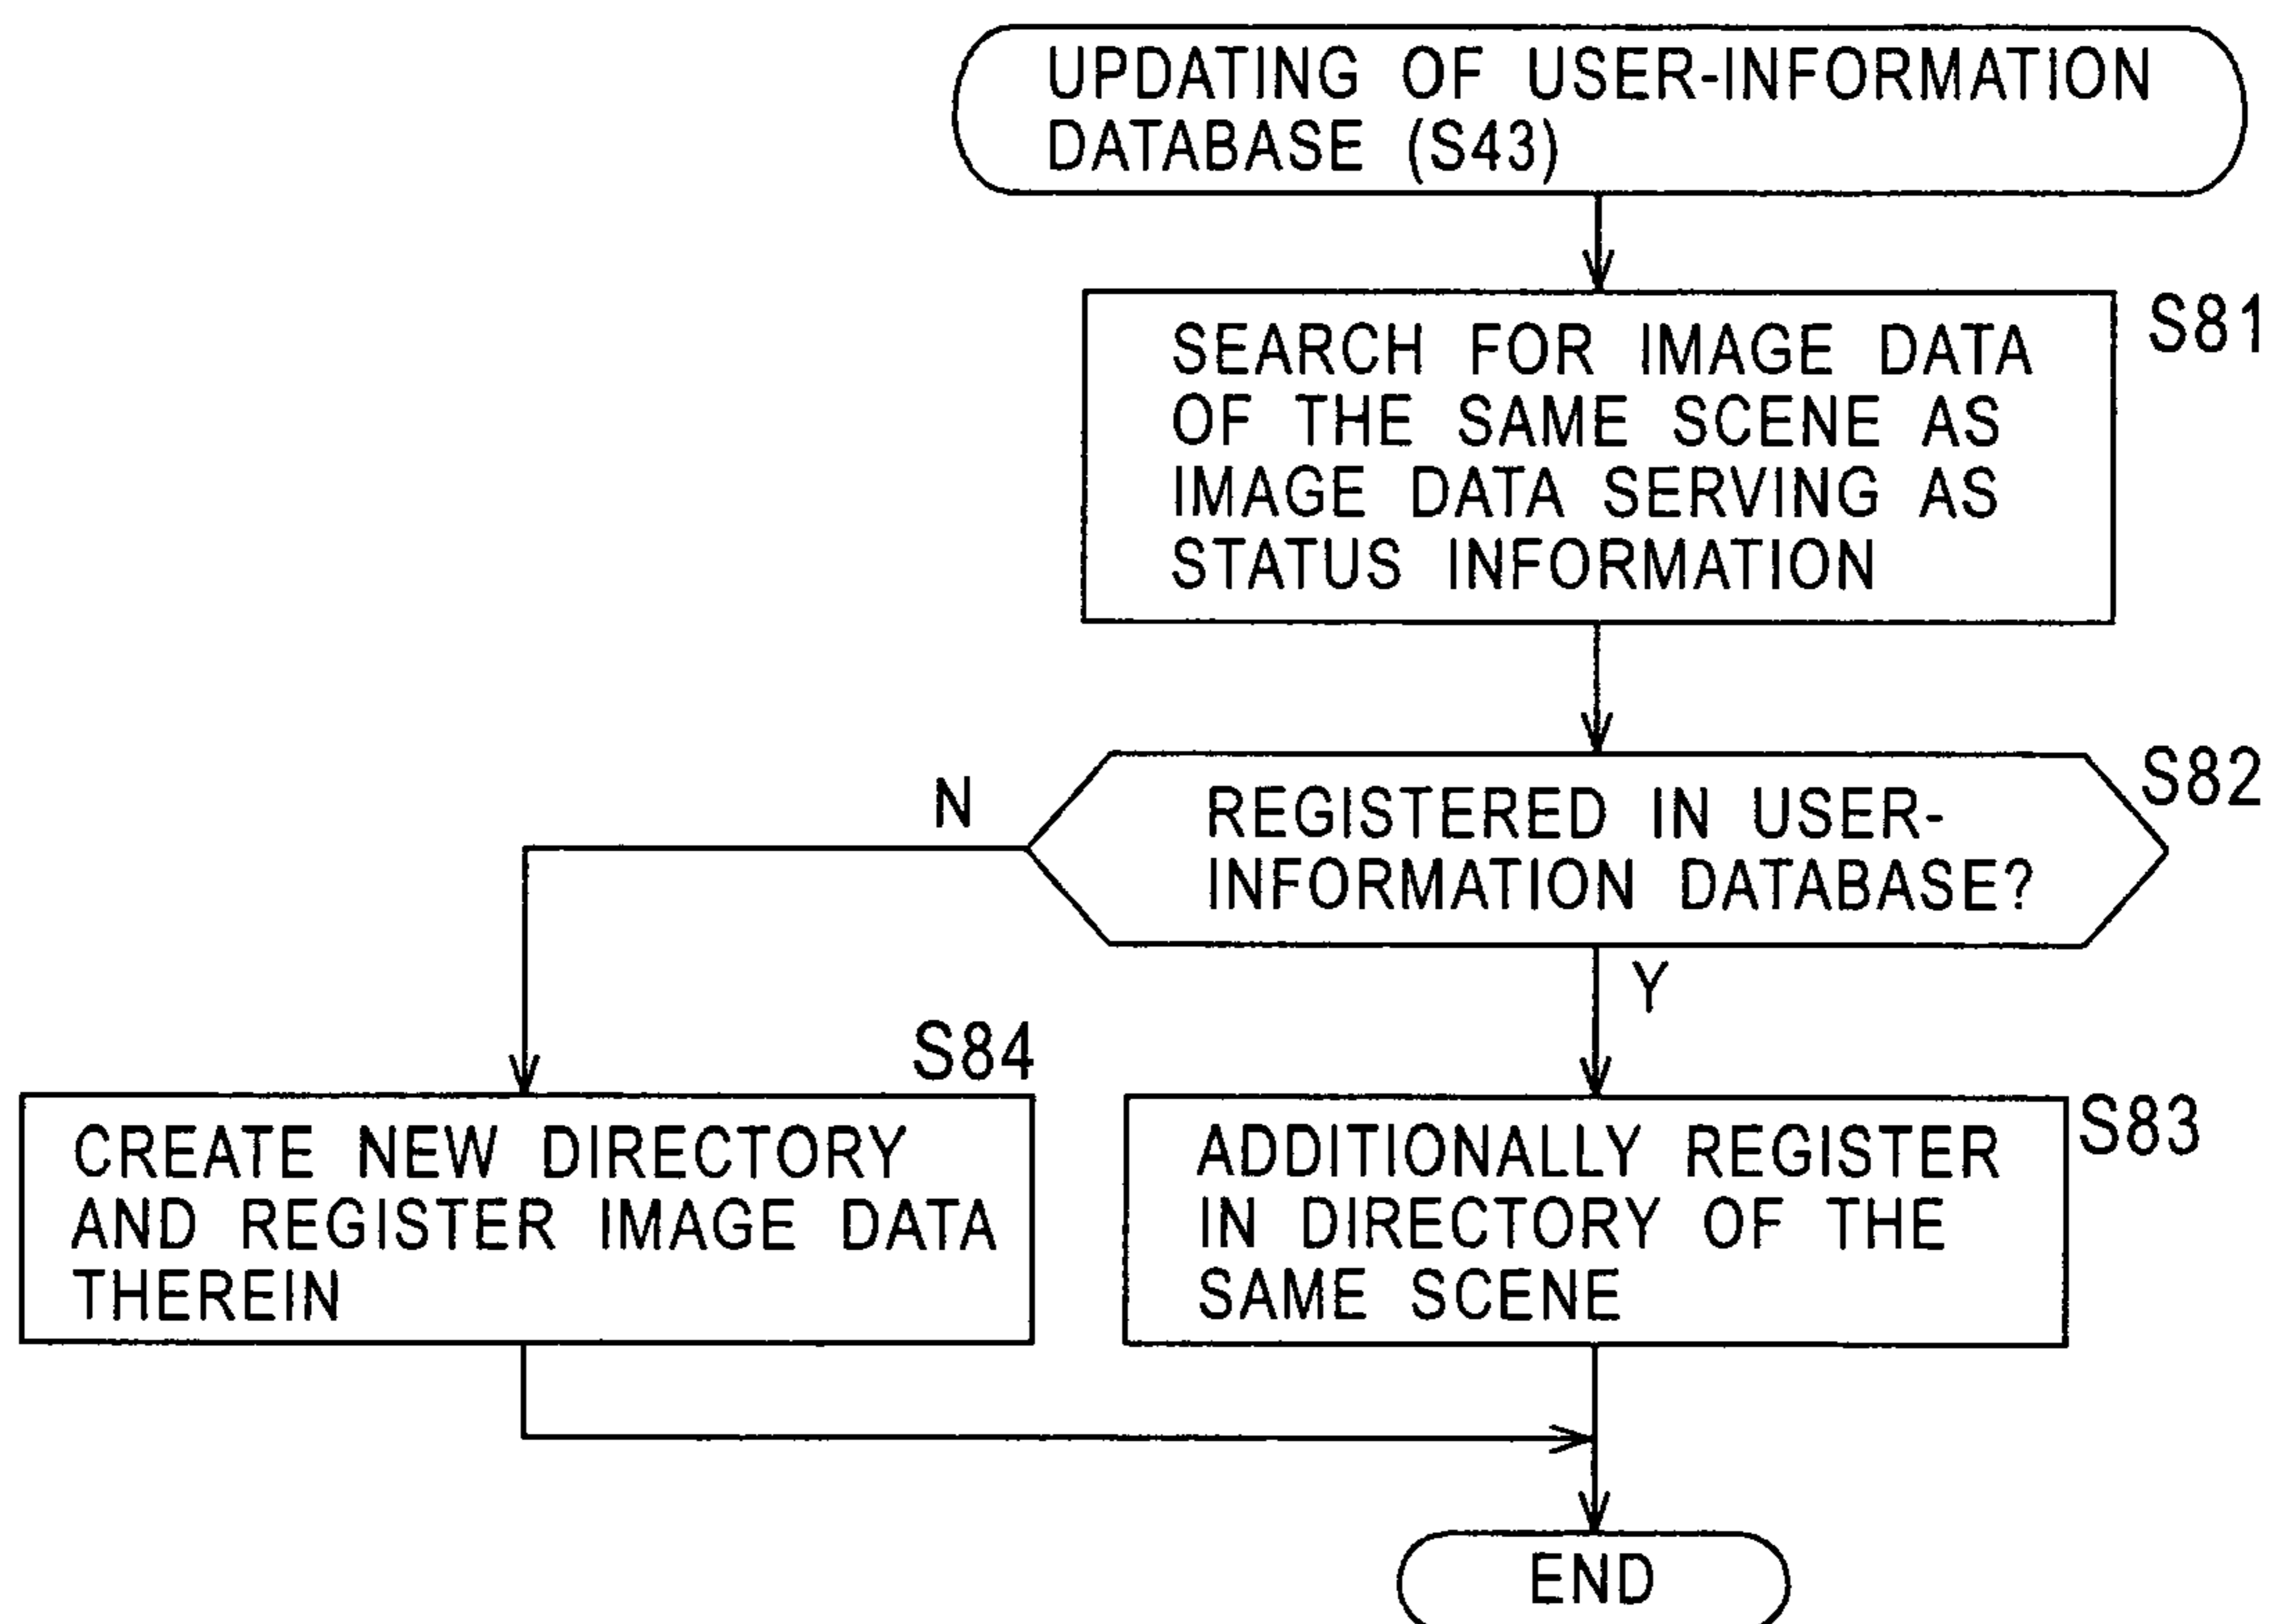 UPDATING OF USER-INFORMATION
DATABASE (S43)
S81
SEARCH FOR IMAGE DATA
OF THE SAME SCENE AS
IMAGE DATA SERVING AS
STATUS INFORMATION
S82
N
REGISTERED IN USER-
INFORMATION DATABASE?
Y
S84
CREATE NEW DIRECTORY
AND REGISTER IMAGE DATA
THEREIN
S83
ADDITIONALLY REGISTER
IN DIRECTORY OF THE
SAME SCENE
END